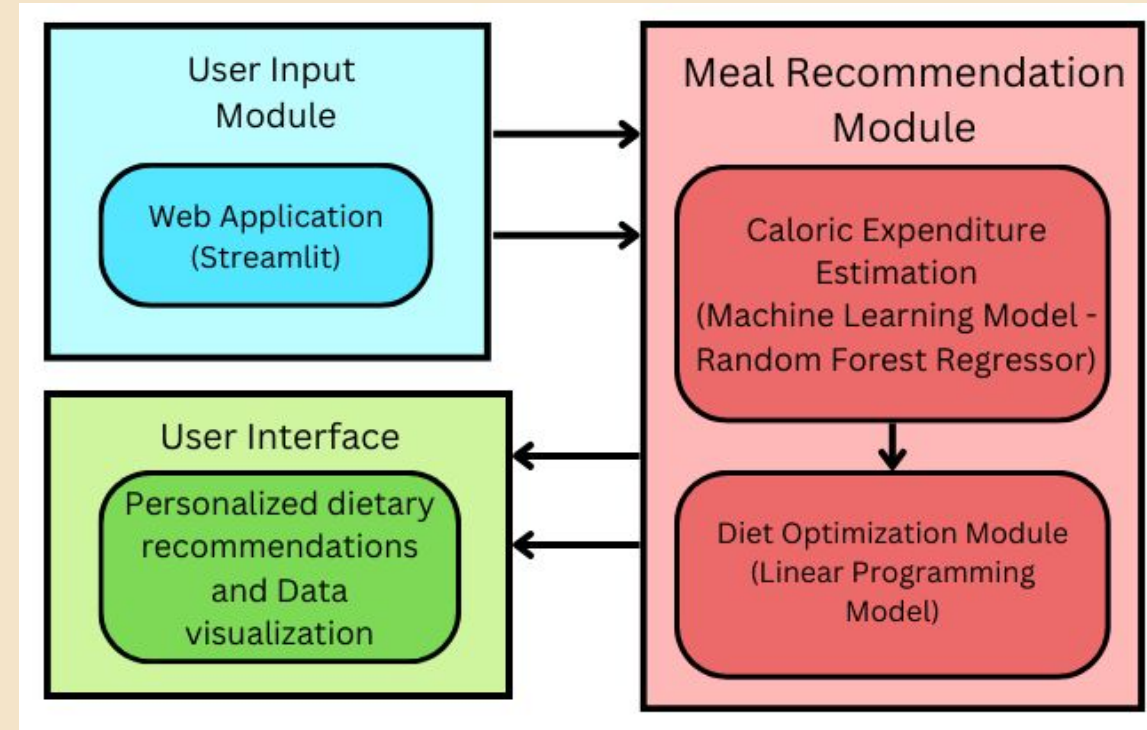 User Input
Module
Web Application
(Streamlit)
Meal Recommendation
Module
Caloric Expenditure
Estimation
(Machine Learning Model -
Random Forest Regressor)
Diet Optimization Module
(Linear Programming
Model)
User Interface
Personalized dietary
recommendations
and Data
visualization